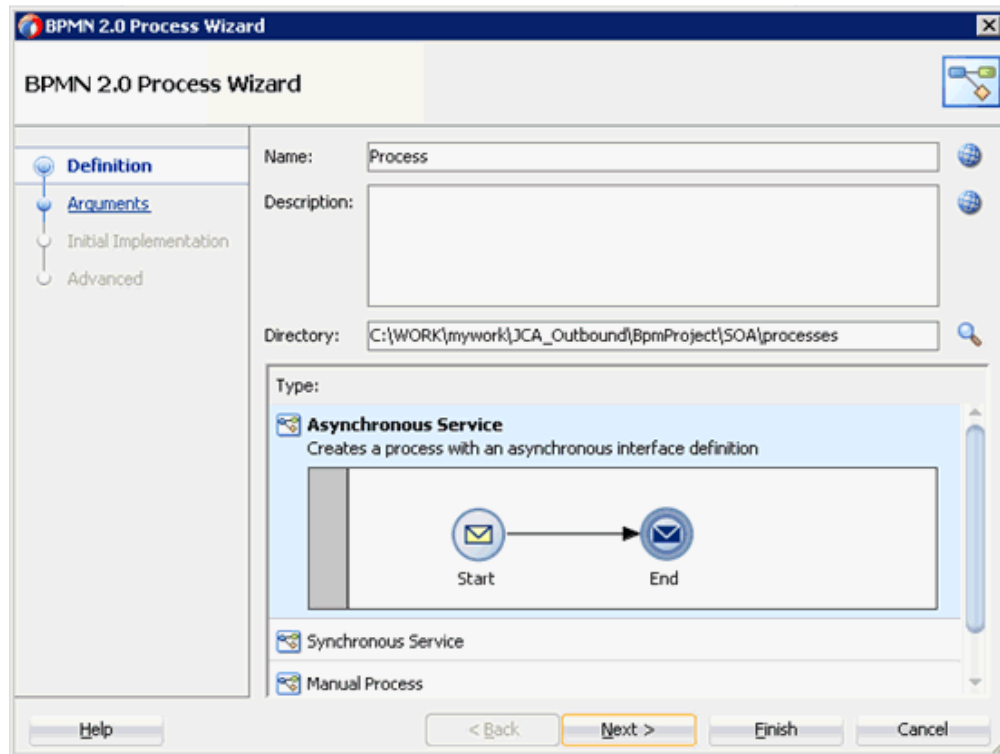 BPMN 2.0 Process Wizard
BPMN 2.0 Process Wizard
Definition
Arguments
Initial Implementation
Advanced
Name: Process
Description:
Directory: C:\WORK\mywork\JCA_Outbound\BpmProject\SOA\processes
Type:
Asynchronous Service
Creates a process with an asynchronous interface definition
Start End
Synchronous Service
Manual Process
Help < Back Next > Finish Cancel